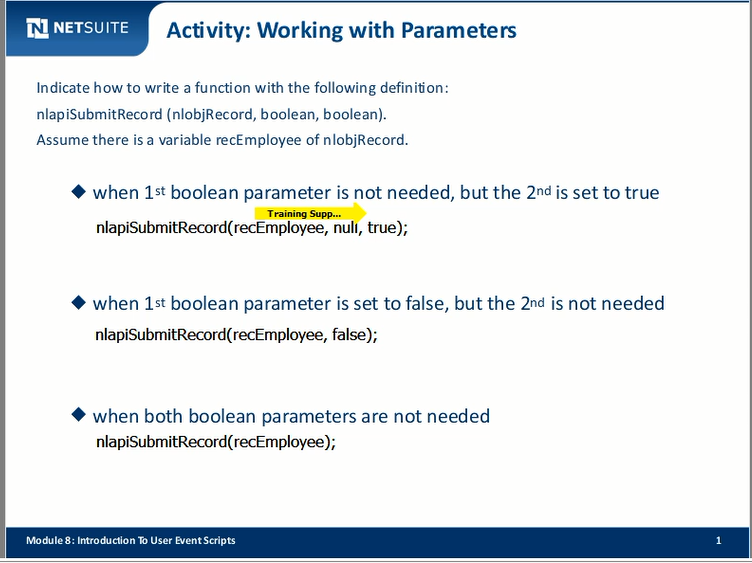 NETSUITE
Activity: Working with Parameters
Indicate how to write a function with the following definition:
nlapiSubmitRecord (nlobjRecord, boolean, boolean).
Assume there is a variable recEmployee of nlobjRecord.
when 1st boolean parameter is not needed, but the 2nd is set to true
Training Supp...
nlapiSubmitRecord(recEmployee, null, true);
when 1st boolean parameter is set to false, but the 2nd is not needed
nlapiSubmitRecord(recEmployee, false);
when both boolean parameters are not needed
nlapiSubmitRecord(recEmployee);
Module 8: Introduction To User Event Scripts
1